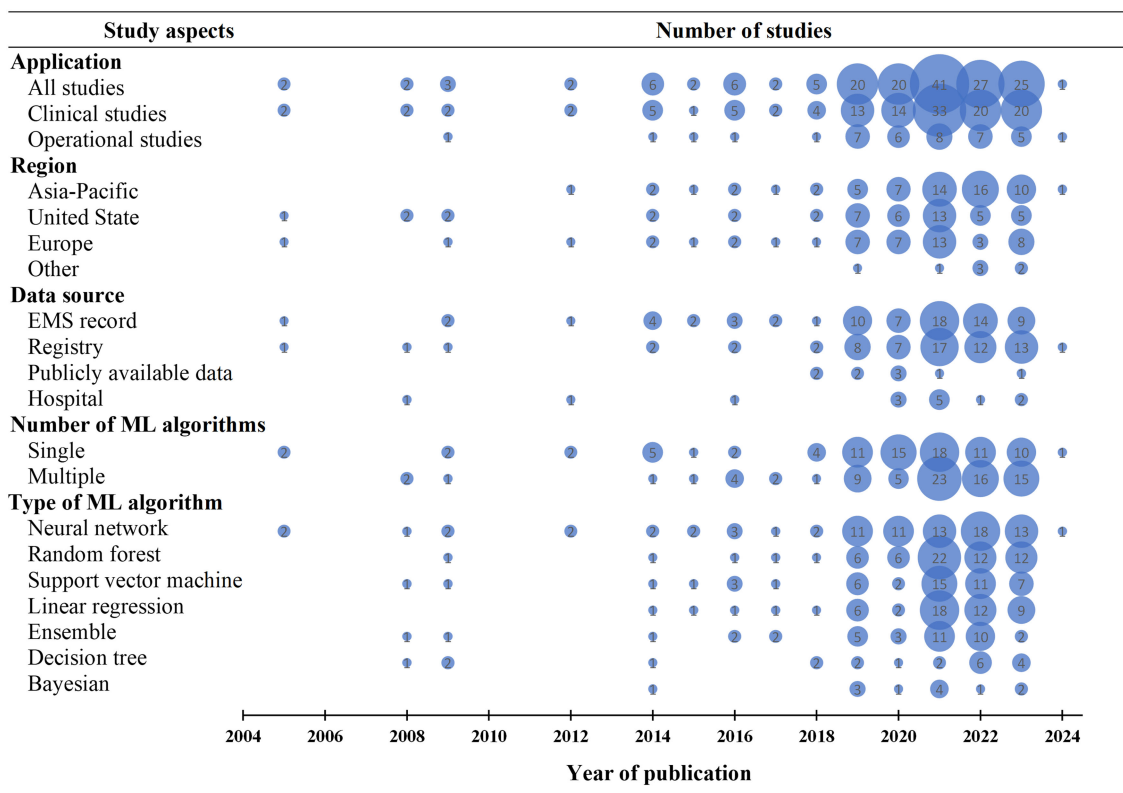 Study aspects Number of studies
Application
All studies 2 2 3 2 6 2 6 2 5 20 20 41 27 25 1
Clinical studies 2 2 2 2 5 1 5 2 4 13 14 33 20 20
Operational studies 1 1 1 1 1 7 6 8 7 5 1
Region
Asia-Pacific 1 2 1 2 1 2 5 7 14 16 10 1
United State 1 2 2 2 2 2 7 6 13 5 5
Europe 1 1 1 2 1 2 1 1 7 7 13 3 8
Other 1 1 3 2
Data source
EMS record 1 2 1 4 2 3 2 1 10 7 18 14 9
Registry 1 1 1 2 2 2 8 7 17 12 13 1
Publicly available data 2 2 3 1 1
Hospital 1 1 1 3 5 1 2
Number of ML algorithms
Single 2 2 2 5 1 2 4 11 15 18 11 10 1
Multiple 2 1 1 1 4 2 1 9 5 23 16 15
Type of ML algorithm
Neural network 2 1 2 2 2 2 3 1 2 11 11 13 18 13 1
Random forest 1 1 1 1 1 6 6 22 12 12
Support vector machine 1 1 1 1 3 1 6 2 15 11 7
Linear regression 1 1 1 1 1 6 2 18 12 9
Ensemble 1 1 1 2 2 5 3 11 10 2
Decision tree 1 2 1 2 2 1 2 6 4
Bayesian 1 3 1 4 1 2
2004 2006 2008 2010 2012 2014 2016 2018 2020 2022 2024
Year of publication